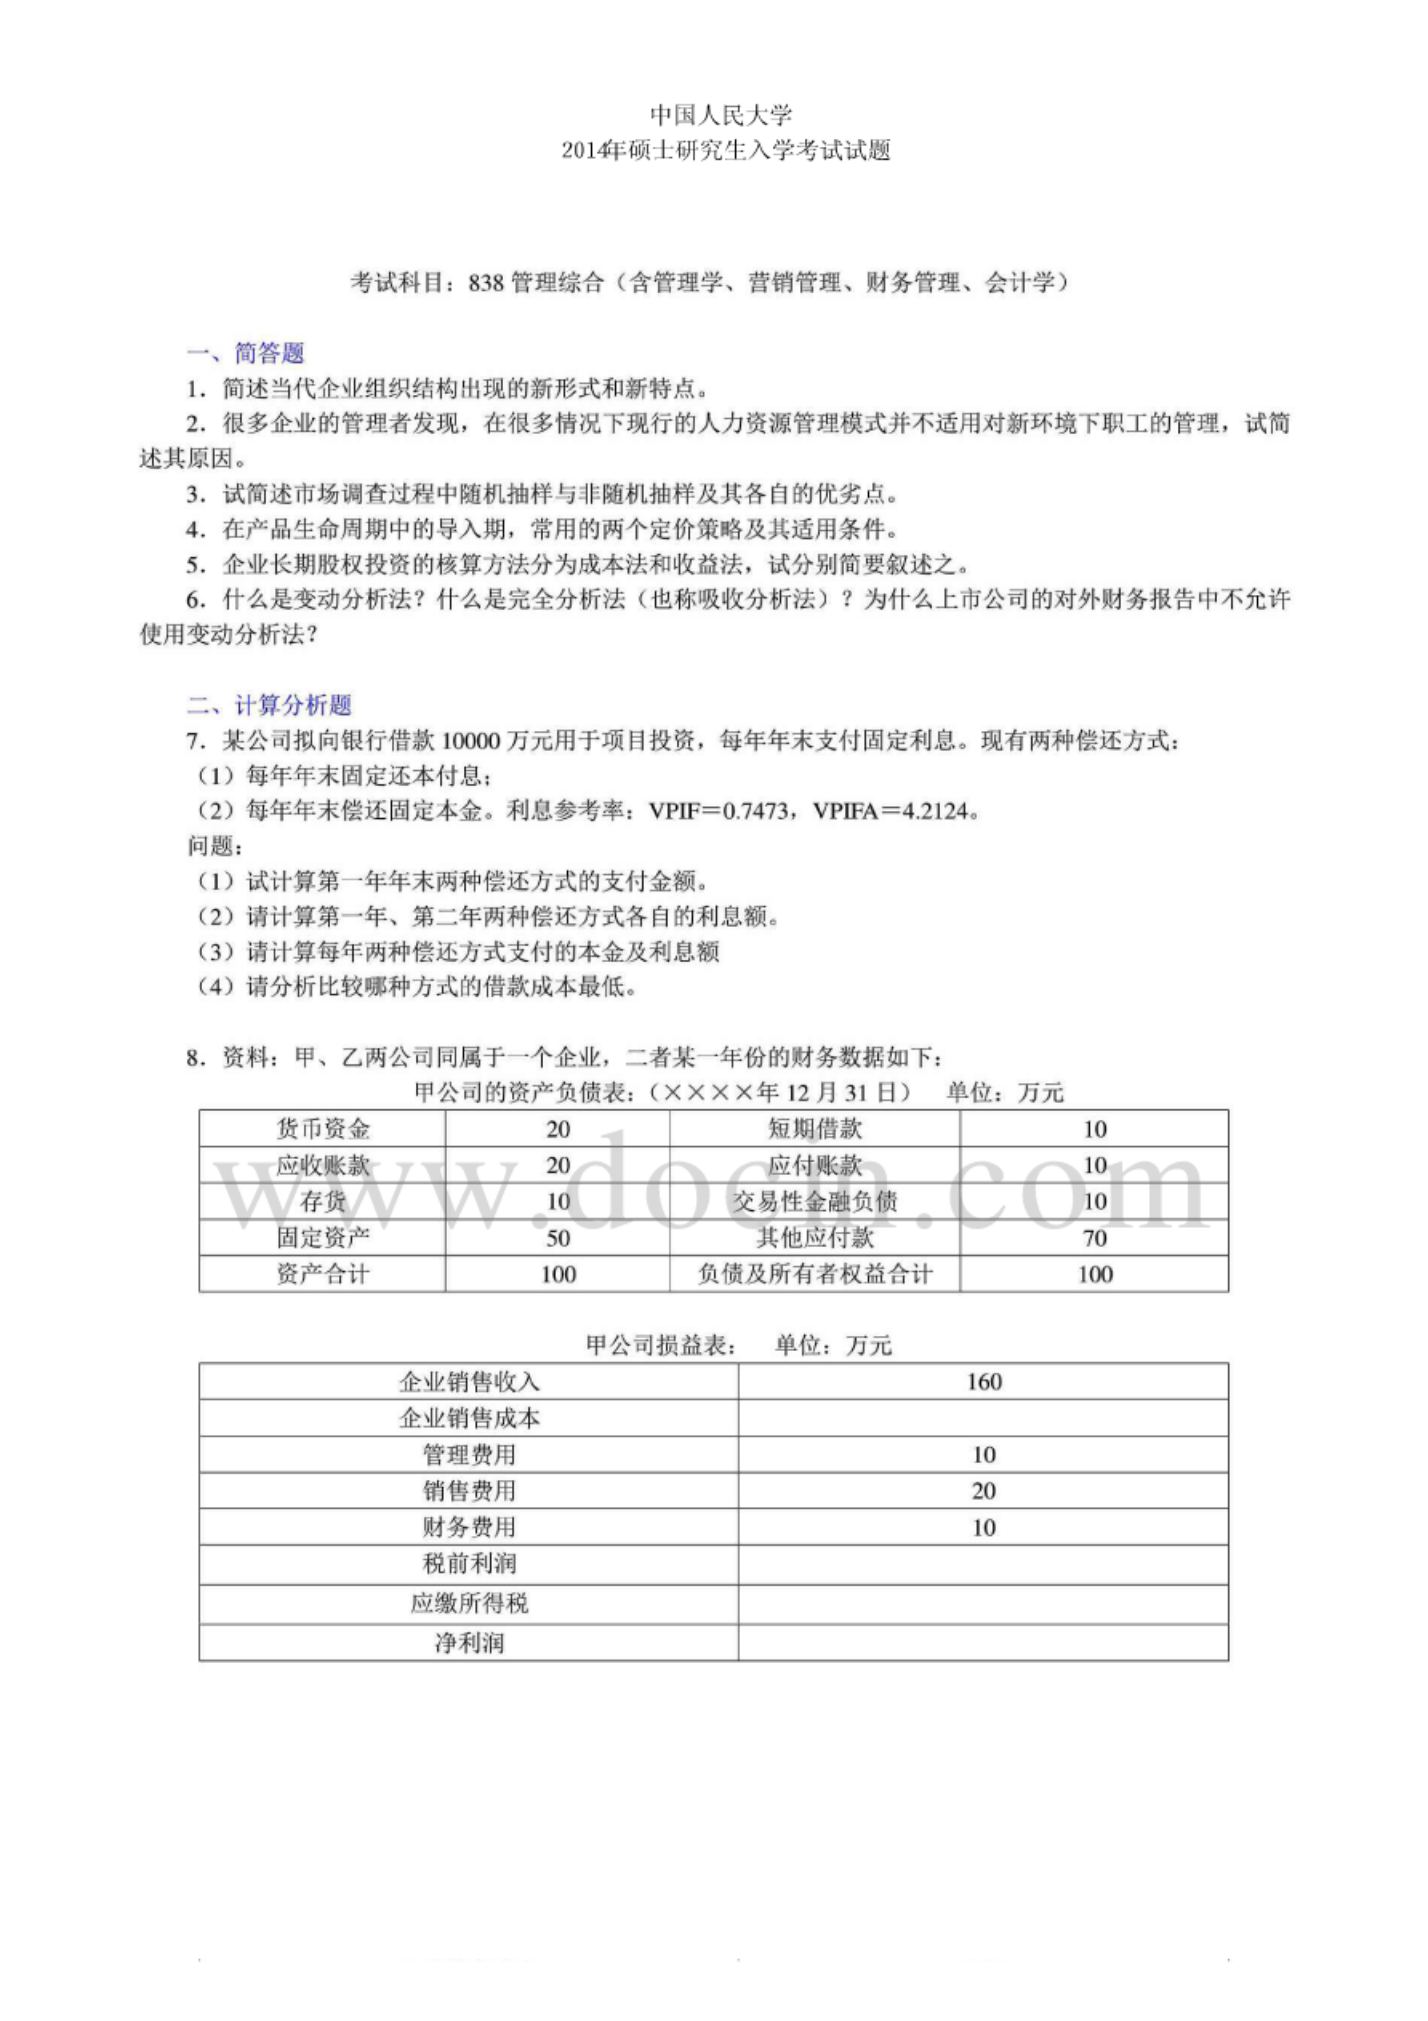 中国人民大学
2014年硕士研究生入学考试试题
考试科目：838 管理综合（含管理学、营销管理、财务管理、会计学）
一、简答题
1．简述当代企业组织结构出现的新形式和新特点。
2．很多企业的管理者发现，在很多情况下现行的人力资源管理模式并不适用对新环境下职工的管理，试简
述其原因。
3．试简述市场调查过程中随机抽样与非随机抽样及其各自的优劣点。
4．在产品生命周期中的导入期，常用的两个定价策略及其适用条件。
5．企业长期股权投资的核算方法分为成本法和收益法，试分别简要叙述之。
6．什么是变动分析法？什么是完全分析法（也称吸收分析法）？为什么上市公司的对外财务报告中不允许
使用变动分析法？
二、计算分析题
7．某公司拟向银行借款 10000 万元用于项目投资，每年年末支付固定利息。现有两种偿还方式：
（1）每年年末固定还本付息；
（2）每年年末偿还固定本金。利息参考率：VPIF＝0.7473，VPIFA＝4.2124。
问题：
（1）试计算第一年年末两种偿还方式的支付金额。
（2）请计算第一年、第二年两种偿还方式各自的利息额。
（3）请计算每年两种偿还方式支付的本金及利息额
（4）请分析比较哪种方式的借款成本最低。
8．资料：甲、乙两公司同属于一个企业，二者某一年份的财务数据如下：
甲公司的资产负债表：（××××年 12 月 31 日） 单位：万元
货币资金 20 短期借款 10
应收账款 20 应付账款 10
存货 10 交易性金融负债 10
固定资产 50 其他应付款 70
资产合计 100 负债及所有者权益合计 100
www.docin.com
甲公司损益表： 单位：万元
企业销售收入 160
企业销售成本
管理费用 10
销售费用 20
财务费用 10
税前利润
应缴所得税
净利润